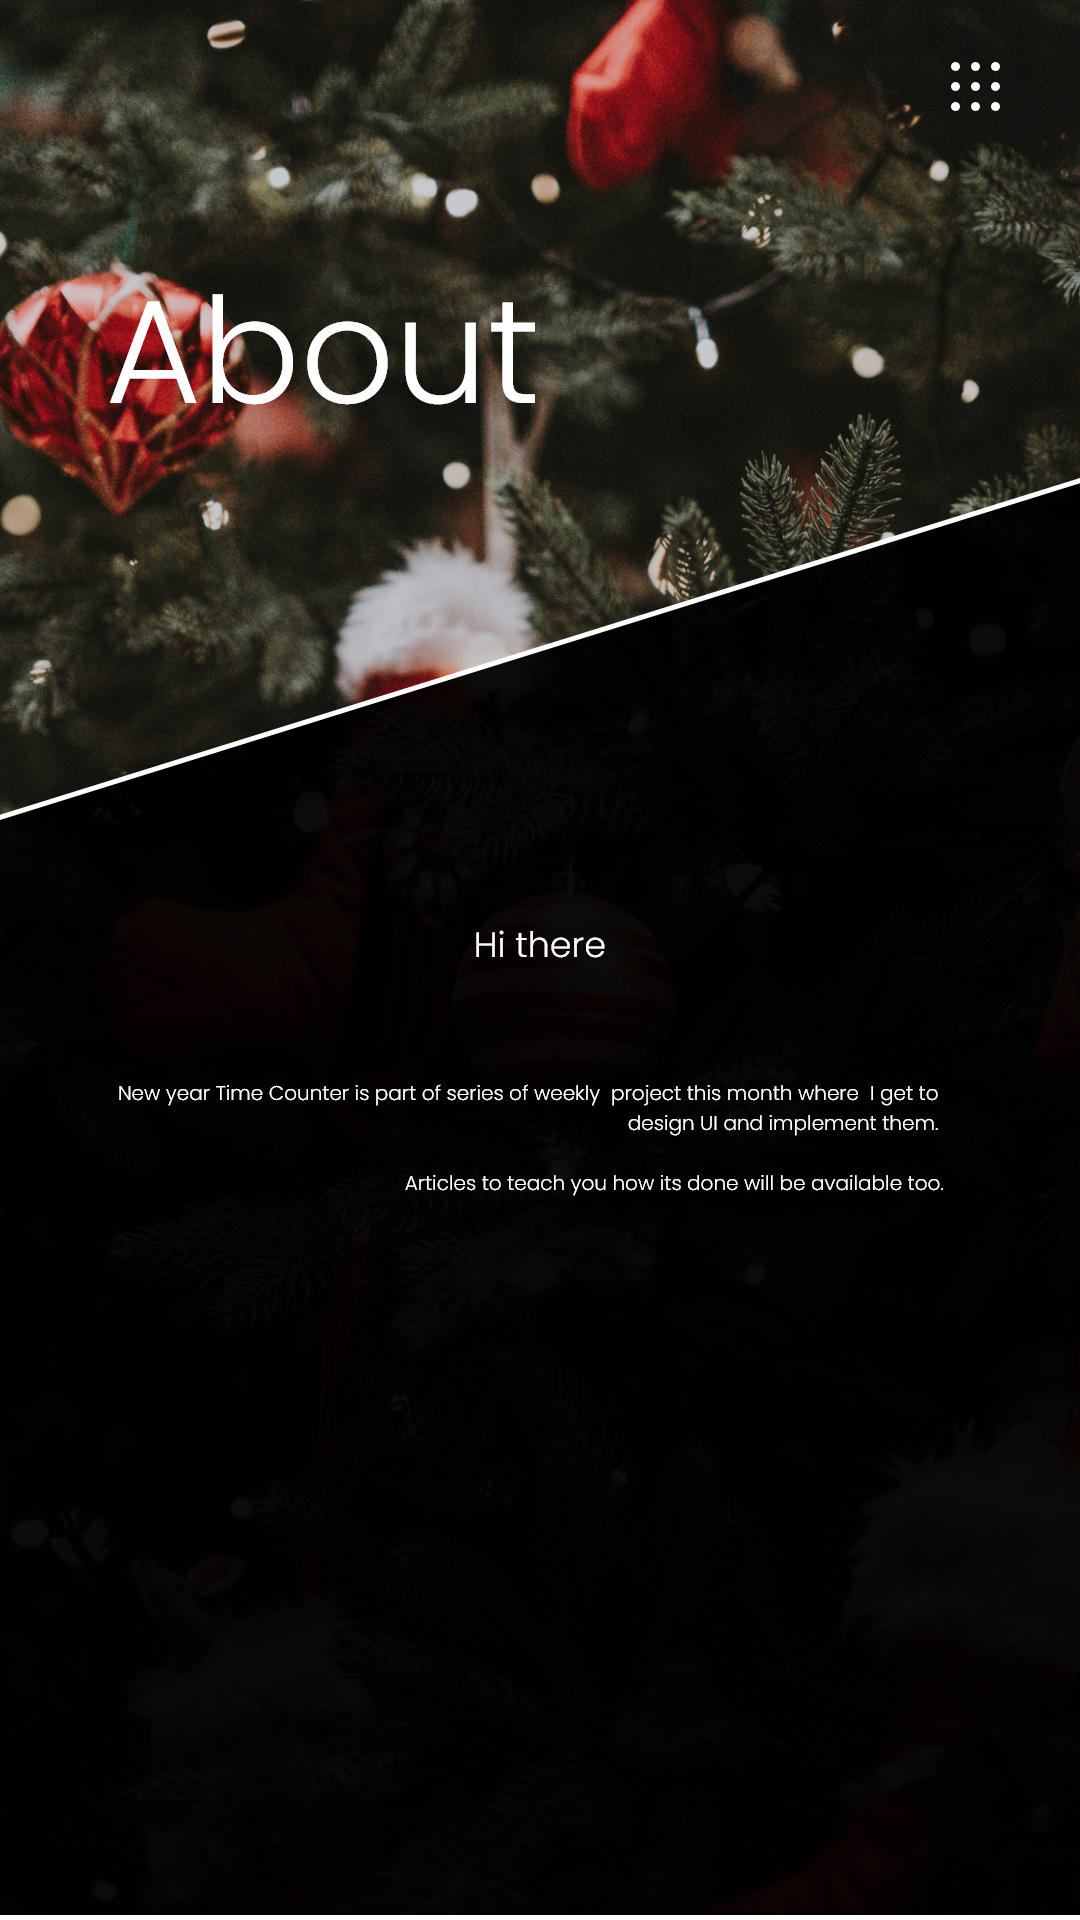 About
Hi there
New year Time Counter is part of series of weekly  project this month where  I get to
design UI and implement them.
Articles to teach you how its done will be available too.